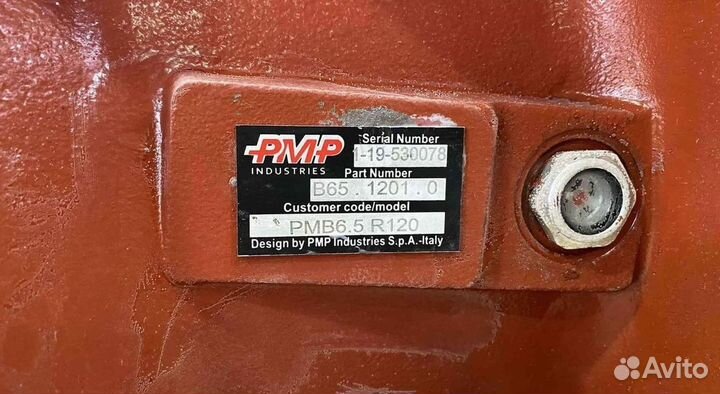 PMP
INDUSTRIES
Serial Number
1-19-530078
Part Number
B65 . 1201 . 0
Customer code/model
PMB6.5 R120
Design by PMP Industries S.p.A.-Italy
Avito